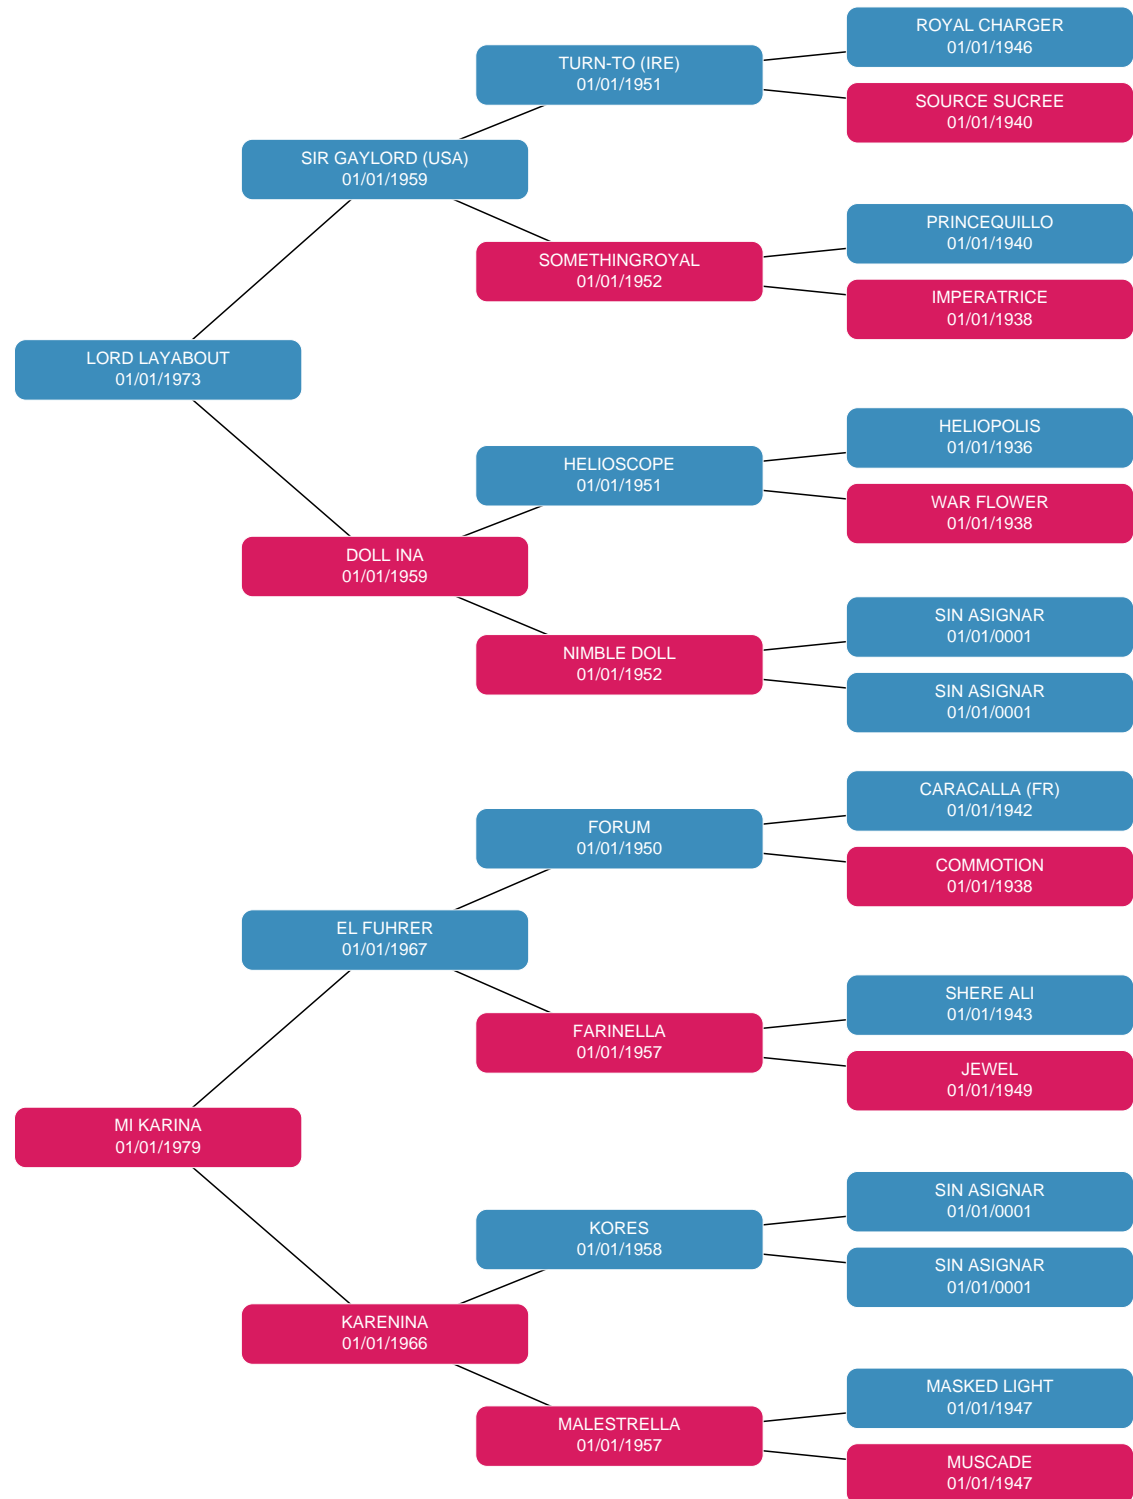 ROYAL CHARGER
01/01/1946
TURN-TO (IRE)
01/01/1951
SOURCE SUCREE
01/01/1940
SIR GAYLORD (USA)
01/01/1959
PRINCEQUILLO
01/01/1940
SOMETHINGROYAL
01/01/1952
IMPERATRICE
01/01/1938
LORD LAYABOUT
01/01/1973
HELIOPOLIS
01/01/1936
HELIOSCOPE
01/01/1951
WAR FLOWER
01/01/1938
DOLL INA
01/01/1959
SIN ASIGNAR
01/01/0001
NIMBLE DOLL
01/01/1952
SIN ASIGNAR
01/01/0001
CARACALLA (FR)
01/01/1942
FORUM
01/01/1950
COMMOTION
01/01/1938
EL FUHRER
01/01/1967
SHERE ALI
01/01/1943
FARINELLA
01/01/1957
JEWEL
01/01/1949
MI KARINA
01/01/1979
SIN ASIGNAR
01/01/0001
KORES
01/01/1958
SIN ASIGNAR
01/01/0001
KARENINA
01/01/1966
MASKED LIGHT
01/01/1947
MALESTRELLA
01/01/1957
MUSCADE
01/01/1947